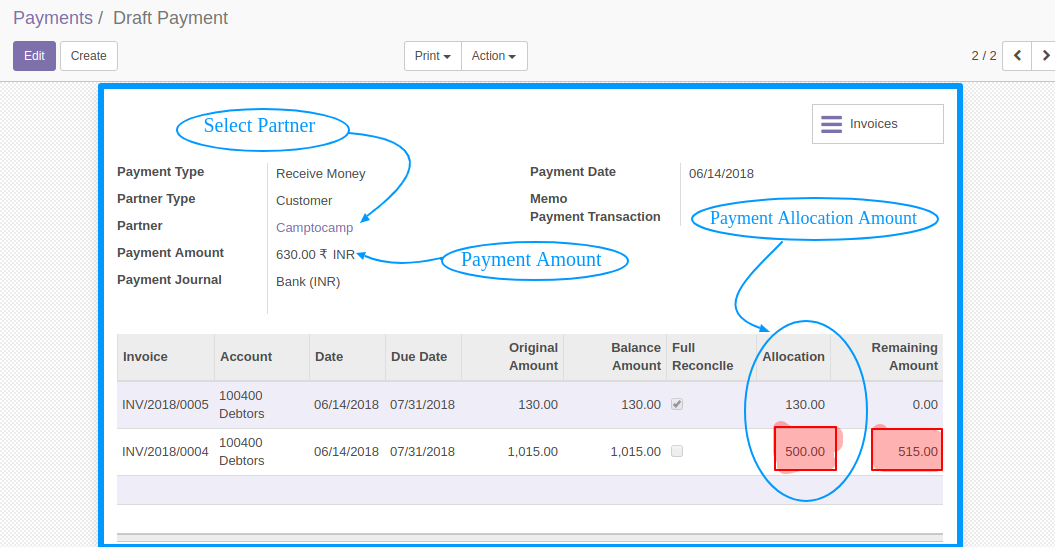 Payments / Draft Payment
Edit Create Print Action 2 / 2
Select Partner
Invoices
Payment Type Receive Money
Partner Type Customer
Partner Camptocamp
Payment Amount 630.00 ₹ INR
Payment Journal Bank (INR)
Payment Date 06/14/2018
Memo
Payment Transaction
Payment Allocation Amount
Payment Amount
Invoice Account Date Due Date Original Amount Balance Amount Full Reconcile Allocation Remaining Amount
INV/2018/0005 100400 Debtors 06/14/2018 07/31/2018 130.00 130.00 130.00 0.00
INV/2018/0004 100400 Debtors 06/14/2018 07/31/2018 1,015.00 1,015.00 500.00 515.00